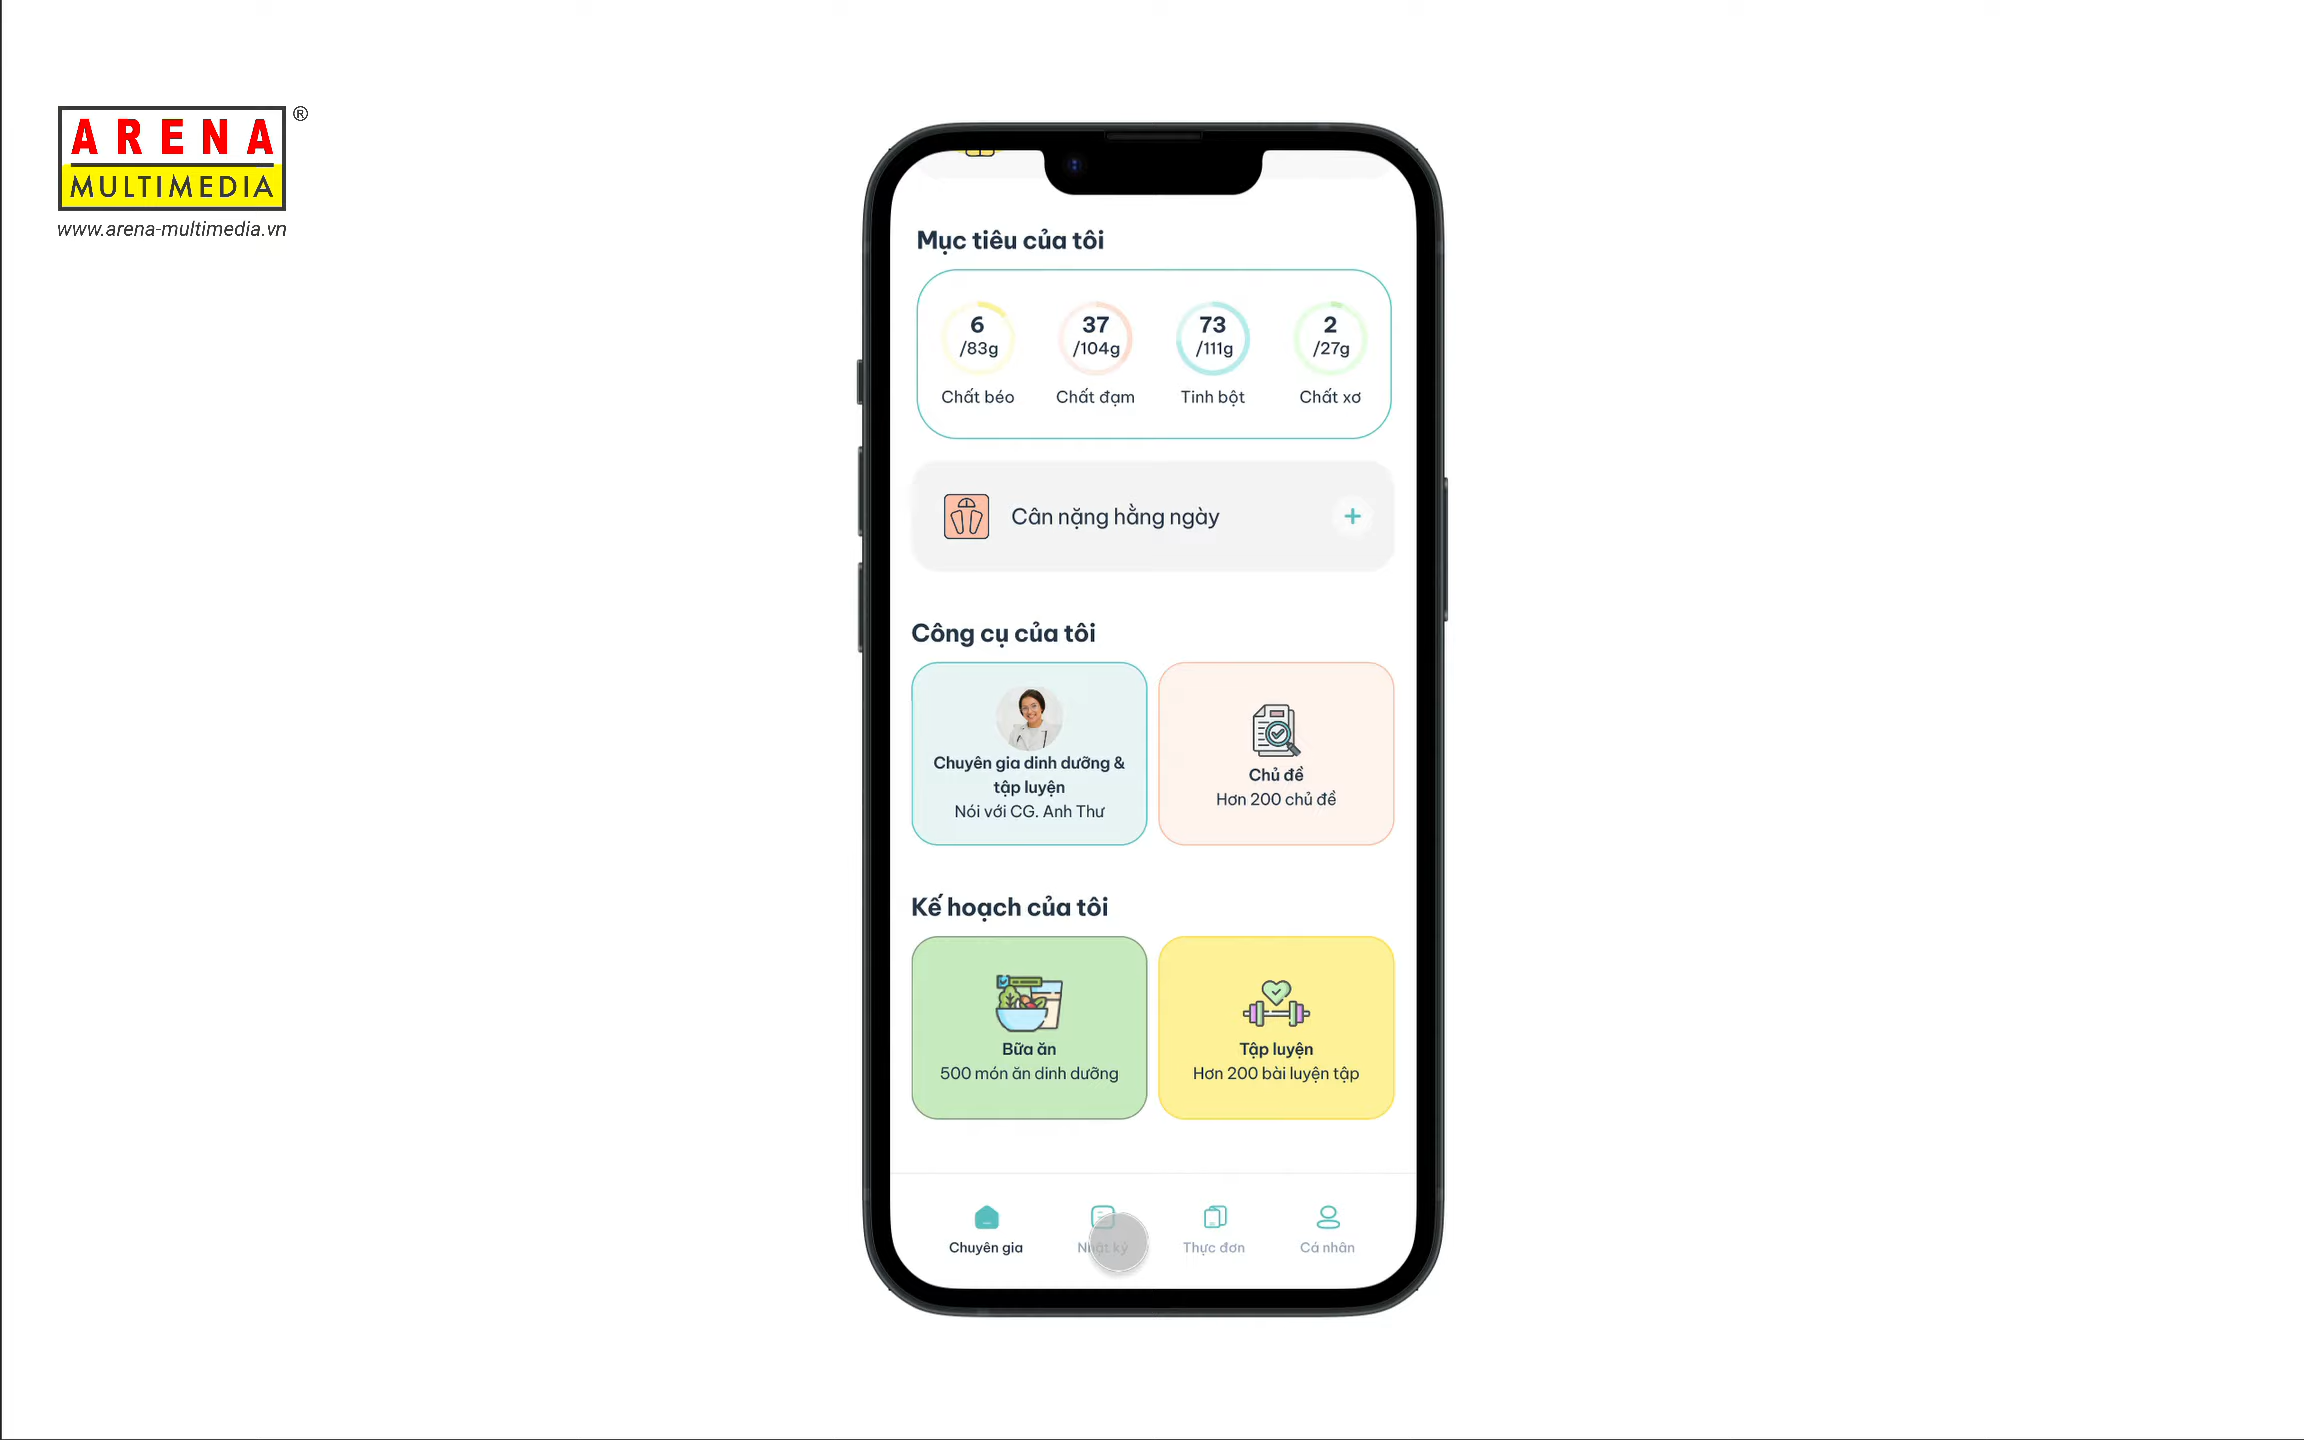 ARENA ®
MULTIMEDIA
www.arena-multimedia.vn
Mục tiêu của tôi
6 37 73 2
/83g /104g /111g /27g
Chất béo Chất đạm Tinh bột Chất xơ
Cân nặng hằng ngày +
Công cụ của tôi
Chuyên gia dinh dưỡng &
tập luyện
Nói với CG. Anh Thư
Chủ đề
Hơn 200 chủ đề
Kế hoạch của tôi
Bữa ăn
500 món ăn dinh dưỡng
Tập luyện
Hơn 200 bài luyện tập
Chuyên gia Nhật ký Thực đơn Cá nhân